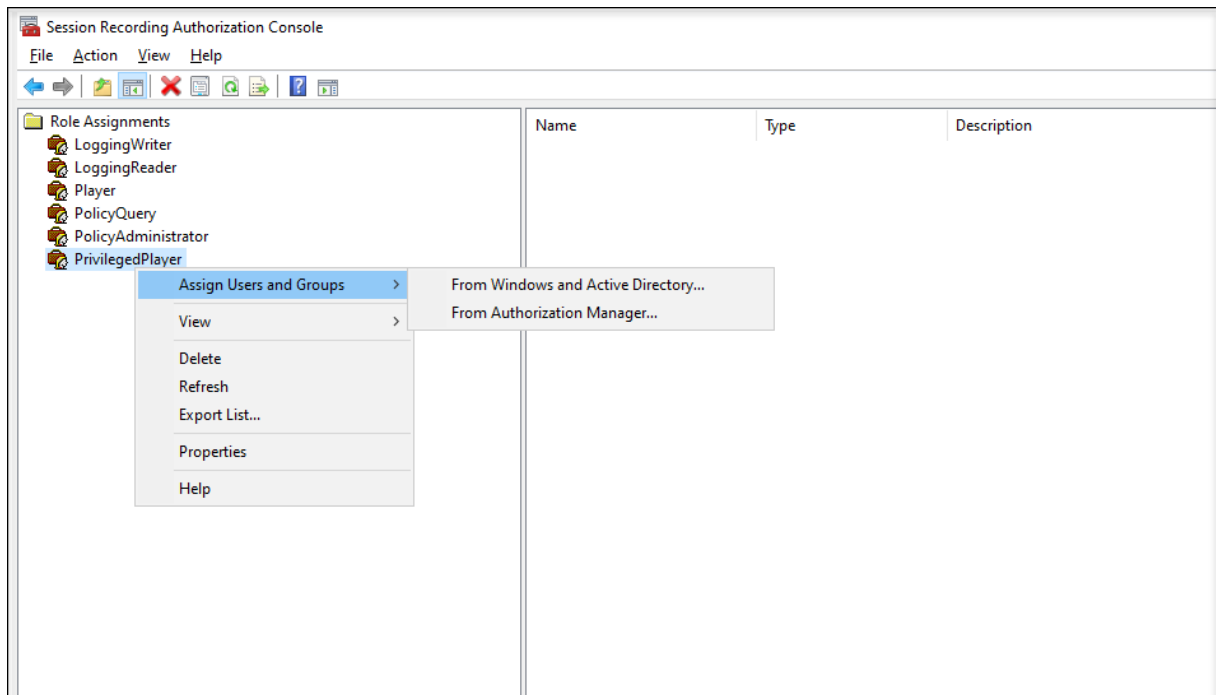 Session Recording Authorization Console
File Action View Help
Role Assignments
LoggingWriter
LoggingReader
Player
PolicyQuery
PolicyAdministrator
PrivilegedPlayer
Name Type Description
Assign Users and Groups
View
Delete
Refresh
Export List...
Properties
Help
From Windows and Active Directory...
From Authorization Manager...